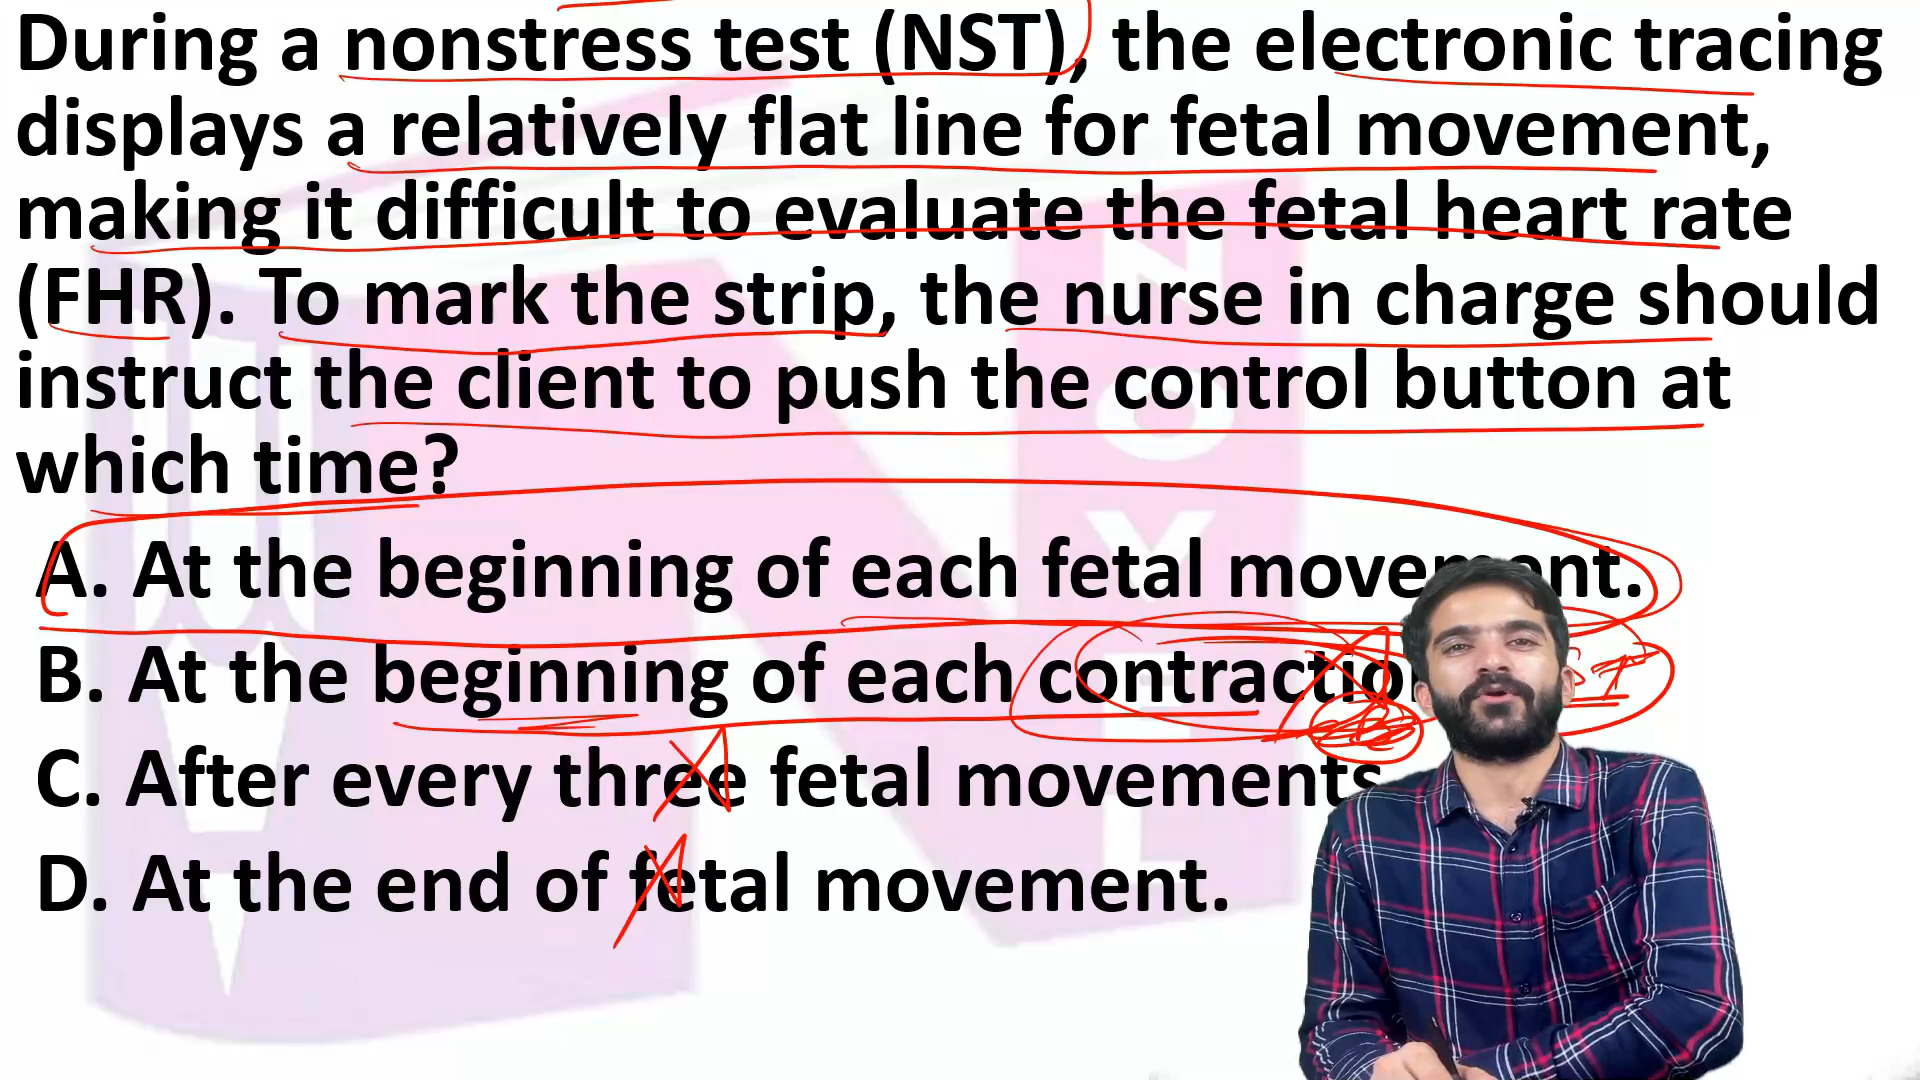 During a nonstress test (NST), the electronic tracing
displays a relatively flat line for fetal movement,
making it difficult to evaluate the fetal heart rate
(FHR). To mark the strip, the nurse in charge should
instruct the client to push the control button at
which time?
A. At the beginning of each fetal movement.
B. At the beginning of each
C. After every three fetal movements
D. At the end of fetal movement.